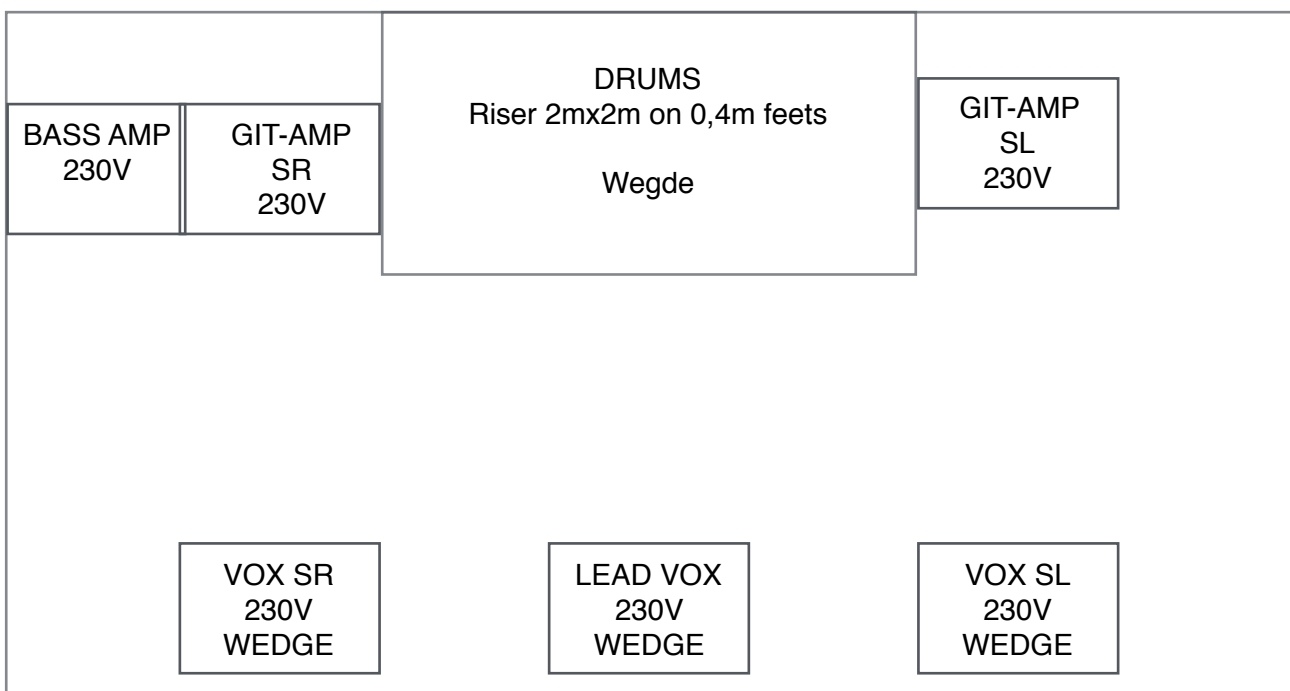 DRUMS
Riser 2mx2m on 0,4m feets
Wegde
BASS AMP
230V
GIT-AMP
SR
230V
GIT-AMP
SL
230V
VOX SR
230V
WEDGE
LEAD VOX
230V
WEDGE
VOX SL
230V
WEDGE